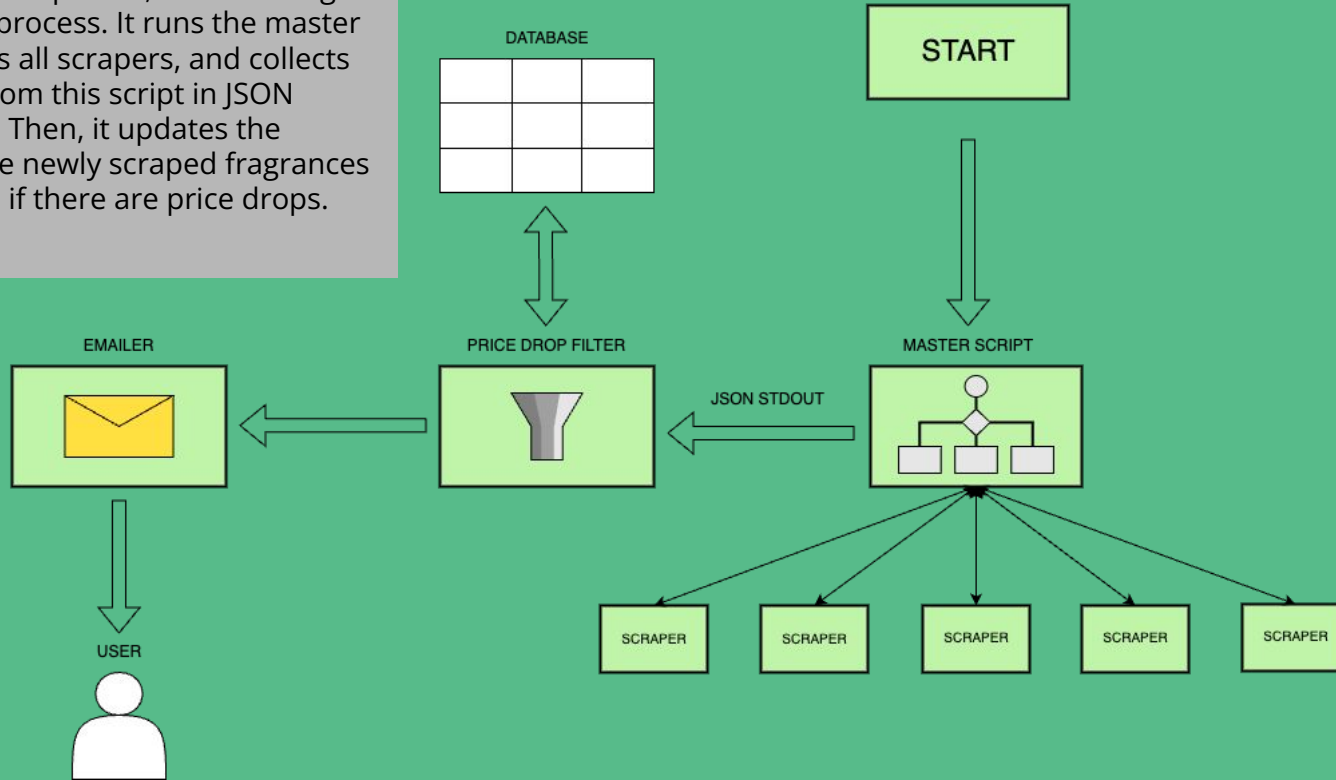 process. It runs the master
s all scrapers, and collects
om this script in JSON
Then, it updates the
e newly scraped fragrances
if there are price drops.
DATABASE
START
EMAILER
PRICE DROP FILTER
MASTER SCRIPT
JSON STDOUT
SCRAPER
SCRAPER
SCRAPER
SCRAPER
SCRAPER
USER